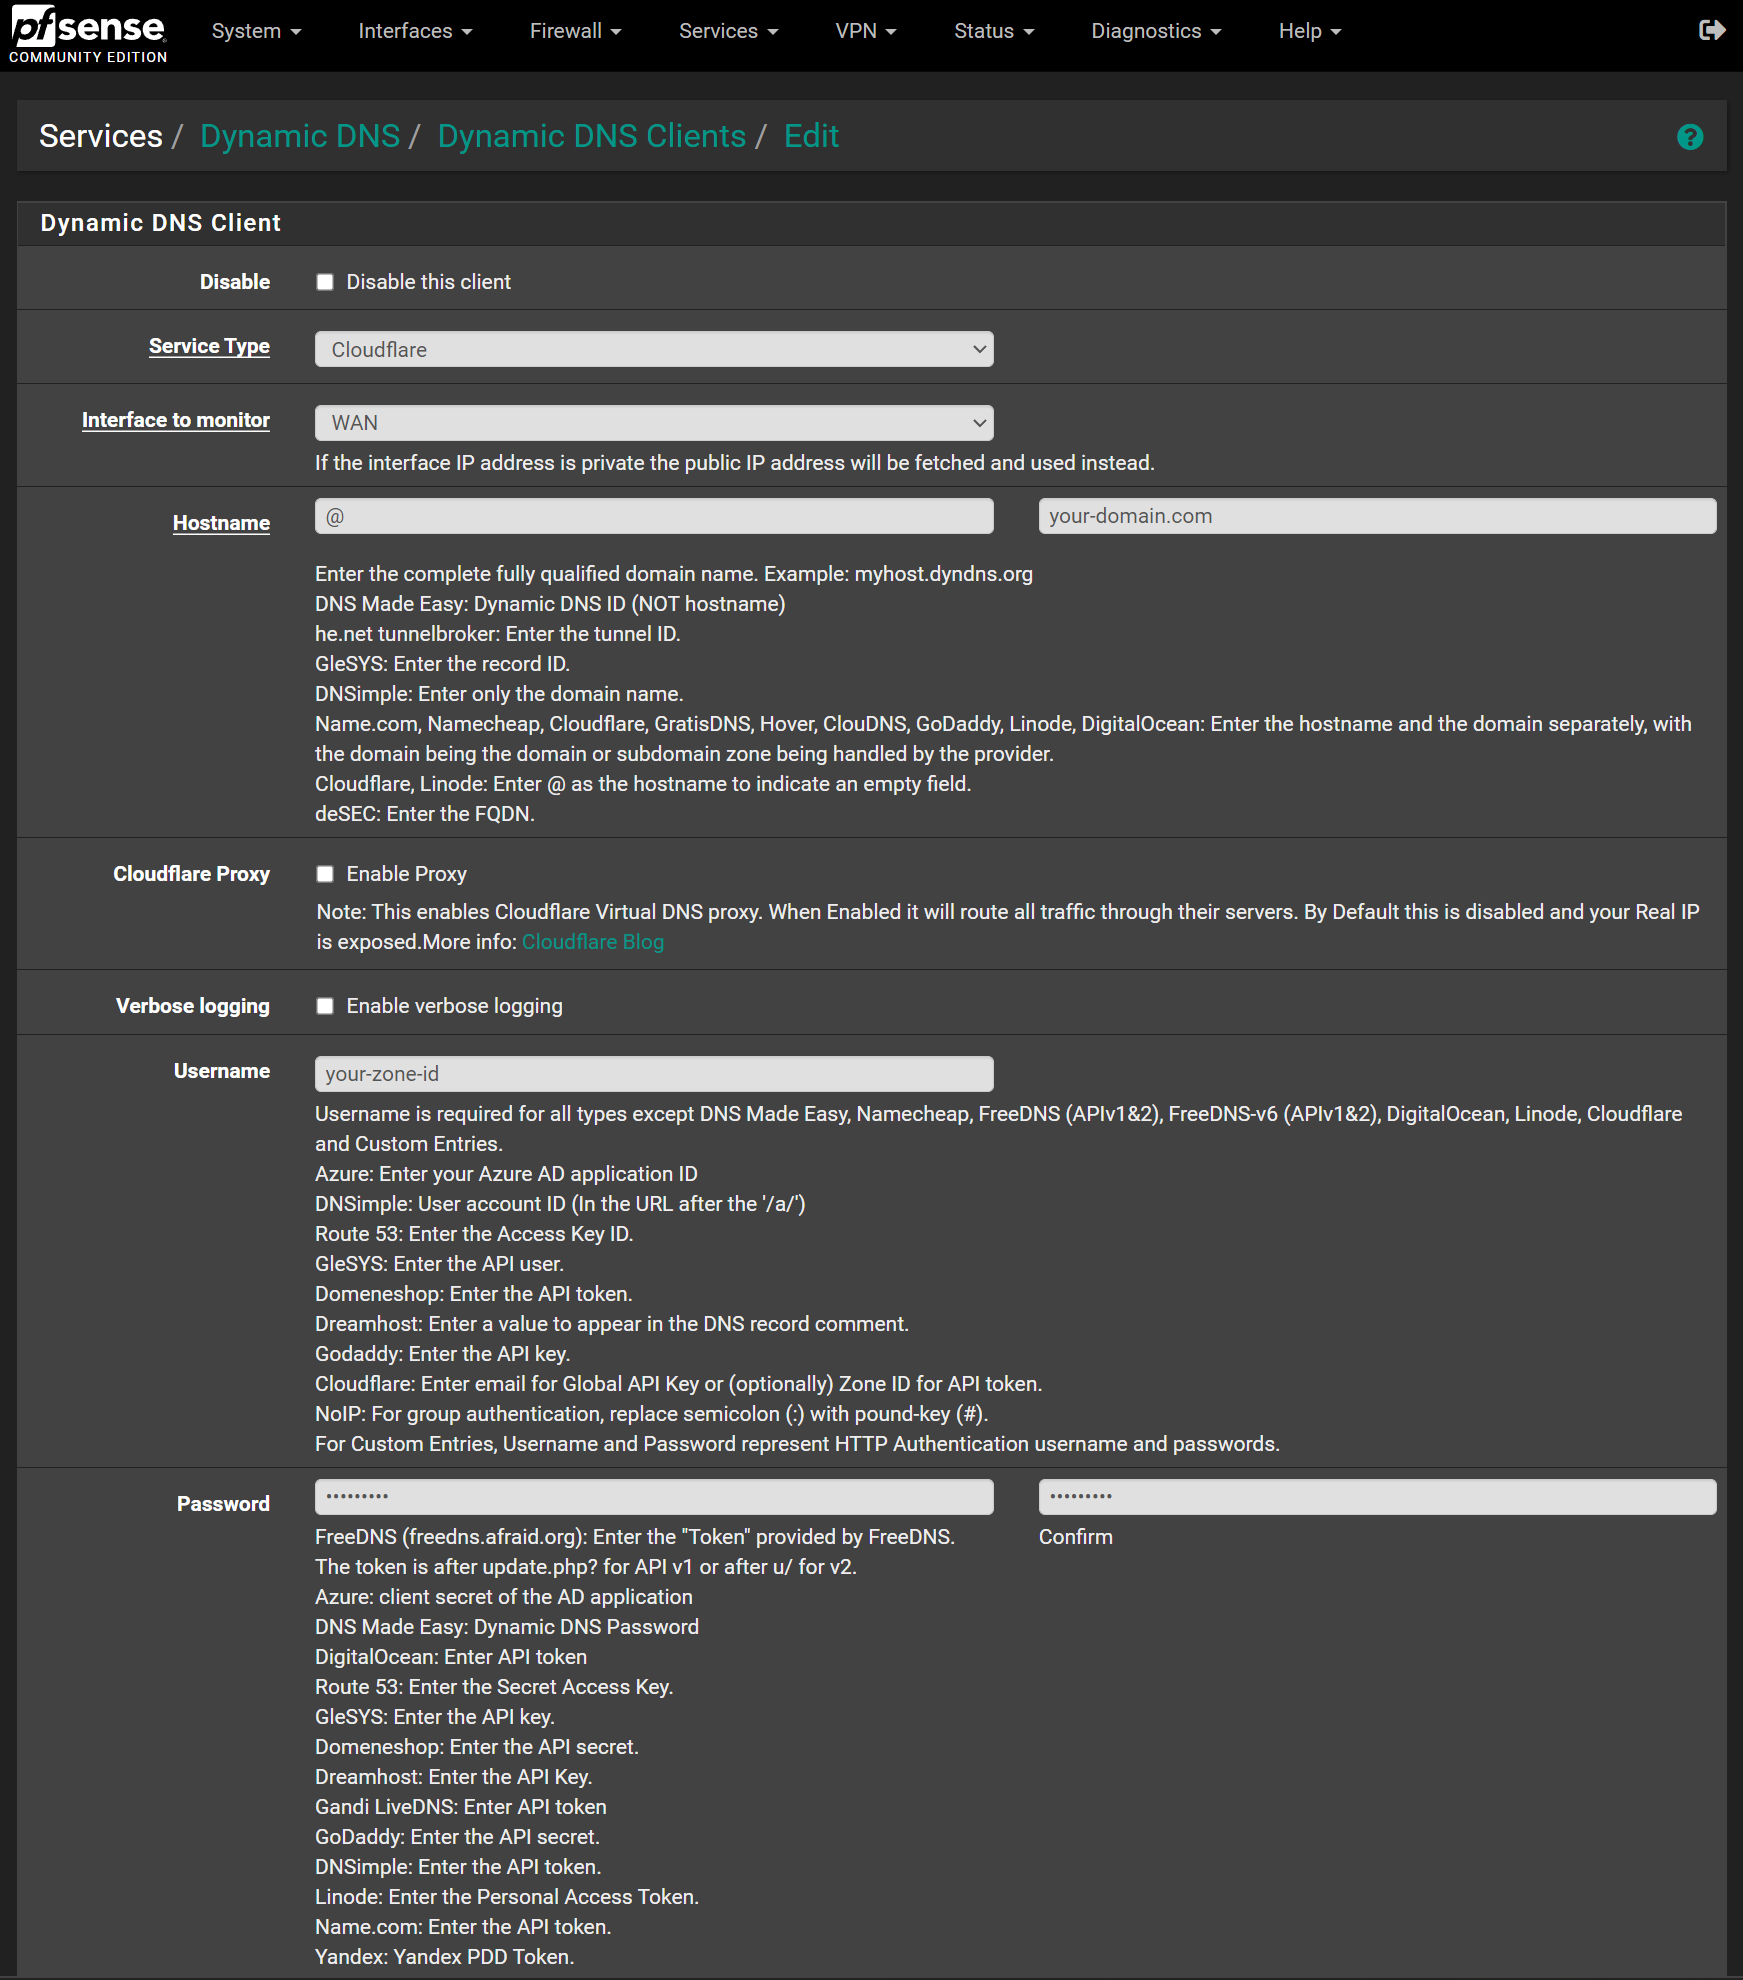 pfsense
COMMUNITY EDITION
System
Interfaces
Firewall
Services
VPN
Status
Diagnostics
Help
Services / Dynamic DNS / Dynamic DNS Clients / Edit
?
Dynamic DNS Client
Disable
Disable this client
Service Type
Cloudflare
Interface to monitor
WAN
If the interface IP address is private the public IP address will be fetched and used instead.
Hostname
@
your-domain.com
Enter the complete fully qualified domain name. Example: myhost.dyndns.org
DNS Made Easy: Dynamic DNS ID (NOT hostname)
he.net tunnelbroker: Enter the tunnel ID.
GleSYS: Enter the record ID.
DNSimple: Enter only the domain name.
Name.com, Namecheap, Cloudflare, GratisDNS, Hover, ClouDNS, GoDaddy, Linode, DigitalOcean: Enter the hostname and the domain separately, with
the domain being the domain or subdomain zone being handled by the provider.
Cloudflare, Linode: Enter @ as the hostname to indicate an empty field.
deSEC: Enter the FQDN.
Cloudflare Proxy
Enable Proxy
Note: This enables Cloudflare Virtual DNS proxy. When Enabled it will route all traffic through their servers. By Default this is disabled and your Real IP
is exposed.More info: Cloudflare Blog
Verbose logging
Enable verbose logging
Username
your-zone-id
Username is required for all types except DNS Made Easy, Namecheap, FreeDNS (APIv1&2), FreeDNS-v6 (APIv1&2), DigitalOcean, Linode, Cloudflare
and Custom Entries.
Azure: Enter your Azure AD application ID
DNSimple: User account ID (In the URL after the '/a/')
Route 53: Enter the Access Key ID.
GleSYS: Enter the API user.
Domeneshop: Enter the API token.
Dreamhost: Enter a value to appear in the DNS record comment.
Godaddy: Enter the API key.
Cloudflare: Enter email for Global API Key or (optionally) Zone ID for API token.
NoIP: For group authentication, replace semicolon (:) with pound-key (#).
For Custom Entries, Username and Password represent HTTP Authentication username and passwords.
Password
•••••••••
•••••••••
FreeDNS (freedns.afraid.org): Enter the "Token" provided by FreeDNS.
Confirm
The token is after update.php? for API v1 or after u/ for v2.
Azure: client secret of the AD application
DNS Made Easy: Dynamic DNS Password
DigitalOcean: Enter API token
Route 53: Enter the Secret Access Key.
GleSYS: Enter the API key.
Domeneshop: Enter the API secret.
Dreamhost: Enter the API Key.
Gandi LiveDNS: Enter API token
GoDaddy: Enter the API secret.
DNSimple: Enter the API token.
Linode: Enter the Personal Access Token.
Name.com: Enter the API token.
Yandex: Yandex PDD Token.